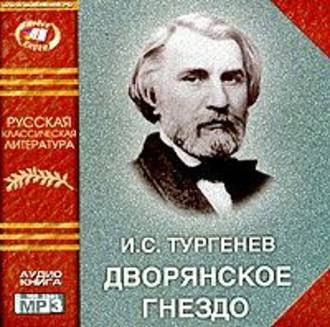 РУССКАЯ
КЛАССИЧЕСКАЯ
ЛИТЕРАТУРА
АУДИО
КНИГА
MP3
И.С. ТУРГЕНЕВ
ДВОРЯНСКОЕ
ГНЕЗДО